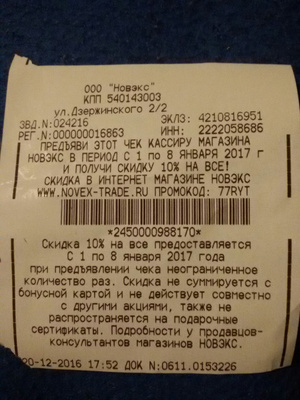 ООО "Новэкс"
КПП 540143003
ул.Дзержинского 2/2
ЗВД.N:024216 ЭКЛЗ: 4210816951
РЕГ.N:000000016863 ИНН: 2222058686
ПРЕДЪЯВИ ЭТОТ ЧЕК КАССИРУ МАГАЗИНА
НОВЭКС В ПЕРИОД С 1 по 8 ЯНВАРЯ 2017 г
И ПОЛУЧИ СКИДКУ 10% НА ВСЕ!
СКИДКА В ИНТЕРНЕТ МАГАЗИНЕ НОВЭКС
WWW.NOVEX-TRADE.RU ПРОМОКОД: 77RYT
*2450000988170*
Скидка 10% на все предоставляется
С 1 по 8 января 2017 года
при предъявлении чека неограниченное
количество раз. Скидка не суммируется с
бонусной картой и не действует совместно
с другими акциями, также не
распространяется на подарочные
сертификаты. Подробности у продавцов-
консультантов магазинов НОВЭКС.
20-12-2016 17:52 ДОК N:0611.0153226